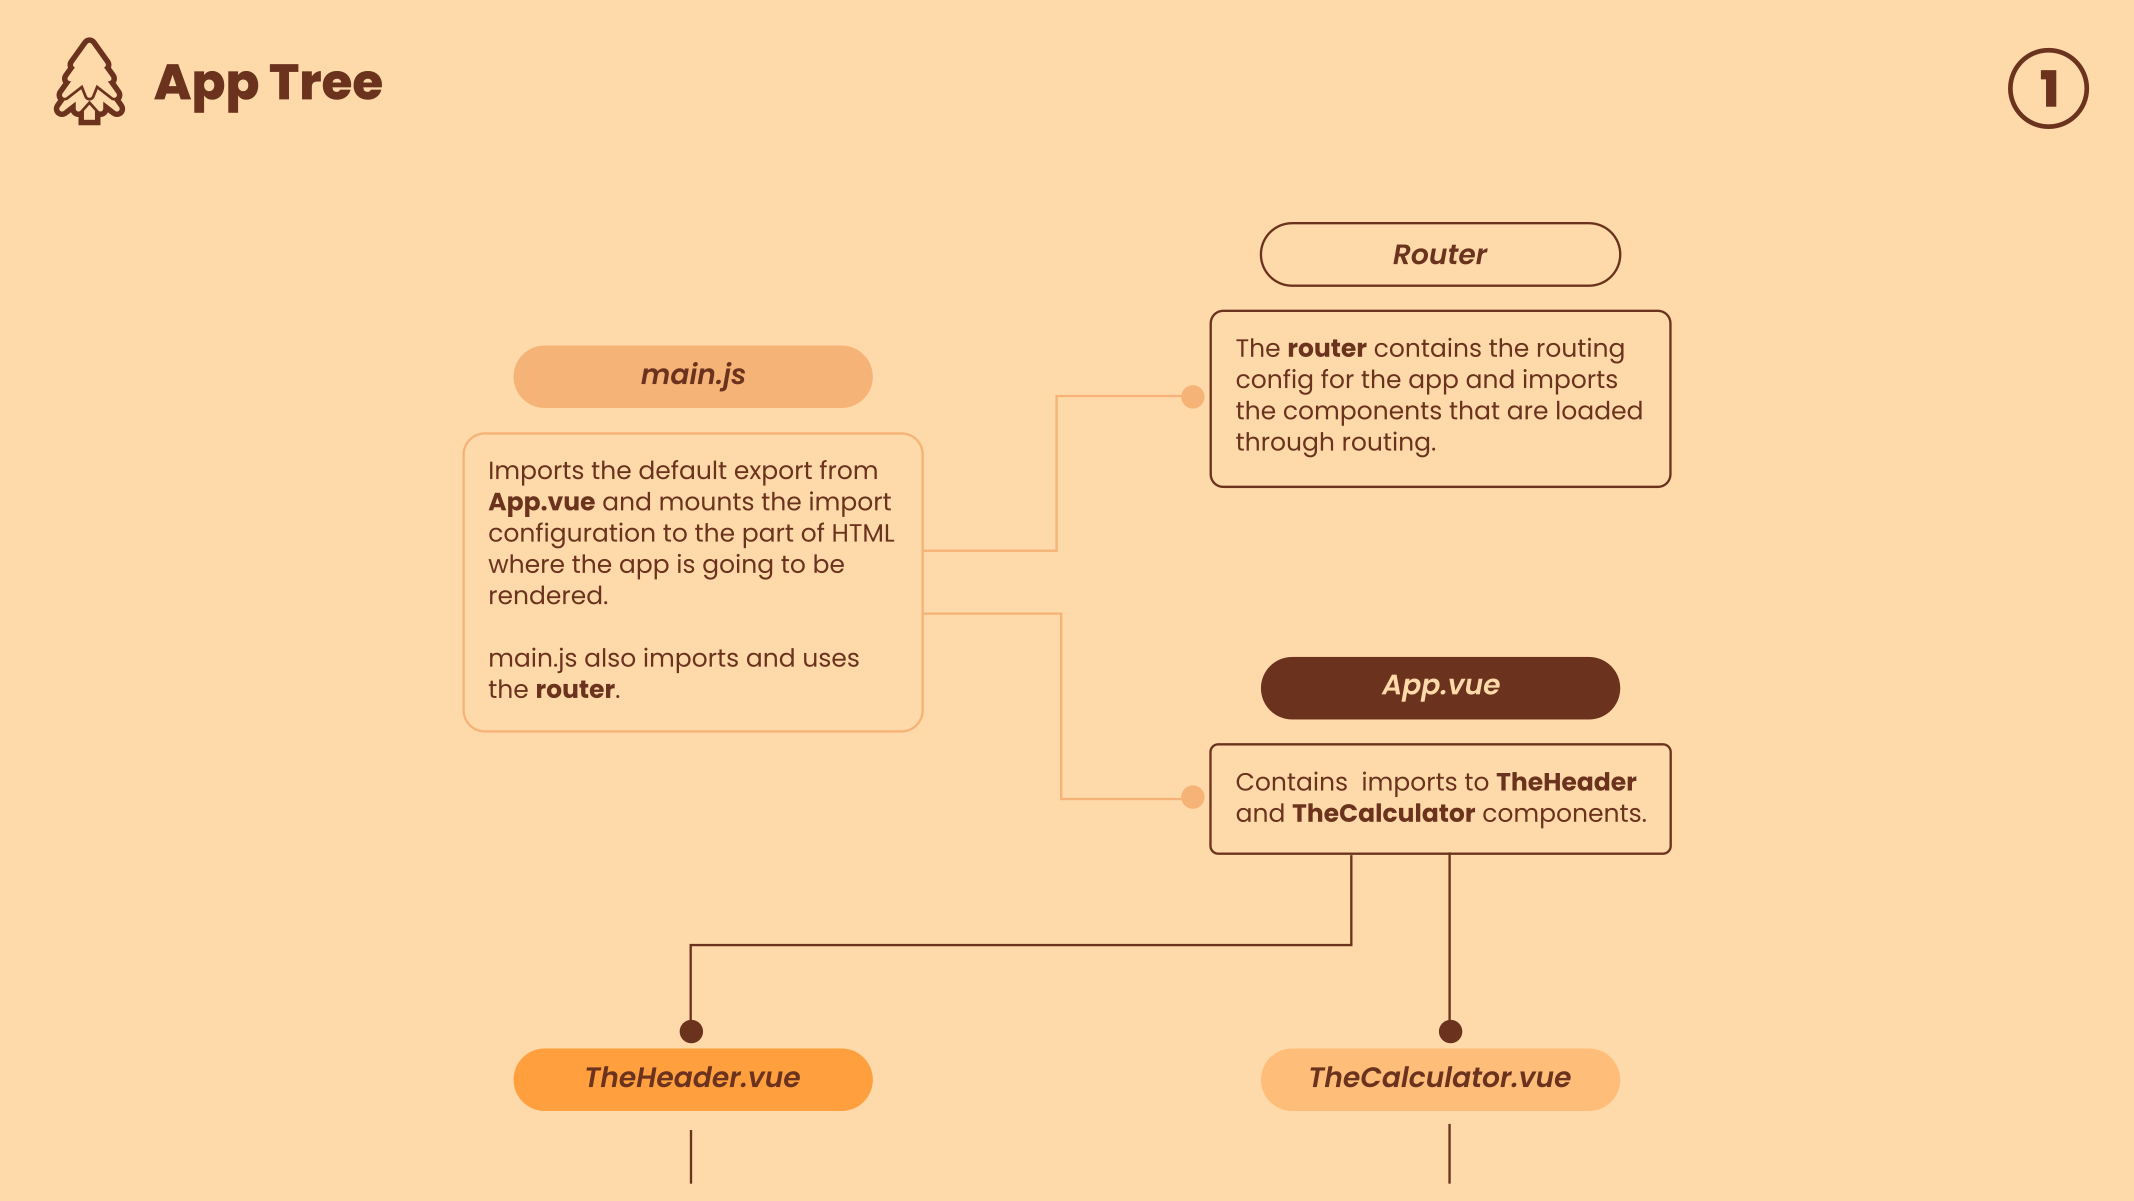 App Tree
1
Router
The router contains the routing
config for the app and imports
the components that are loaded
through routing.
main.js
Imports the default export from
App.vue and mounts the import
configuration to the part of HTML
where the app is going to be
rendered.
main.js also imports and uses
the router.
App.vue
Contains  imports to TheHeader
and TheCalculator components.
TheHeader.vue
TheCalculator.vue